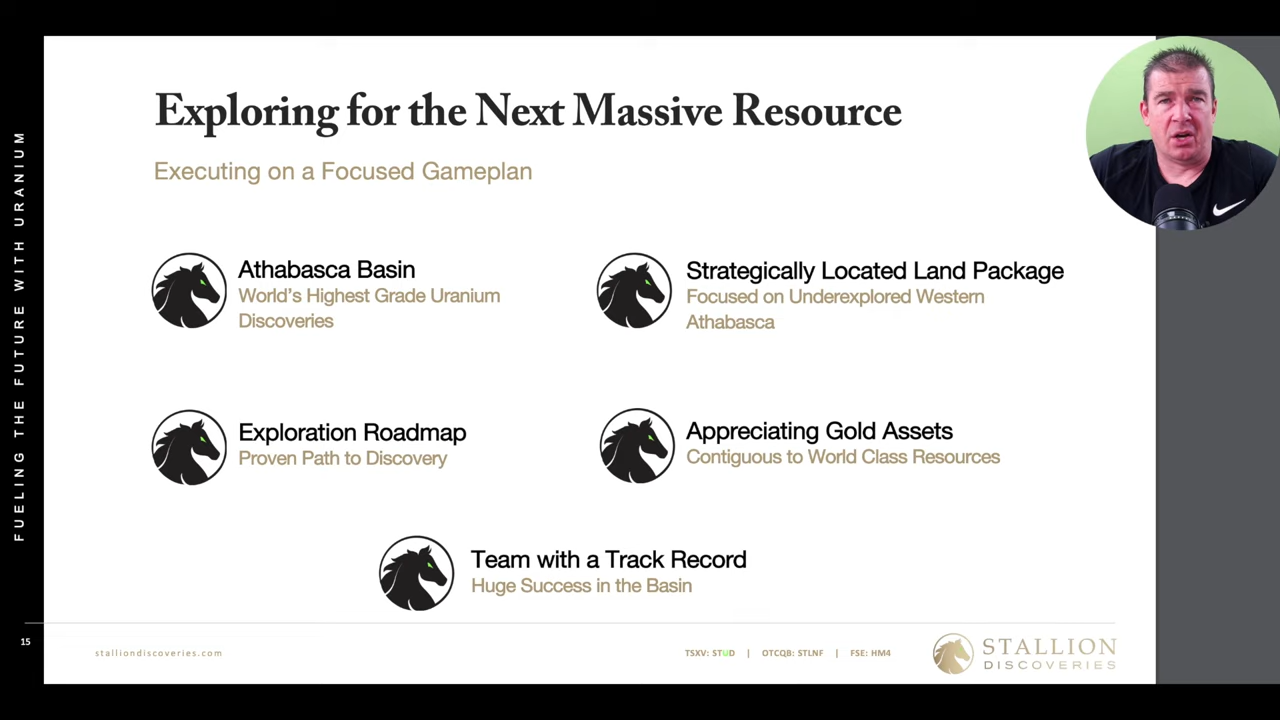 Exploring for the Next Massive Resource
Executing on a Focused Gameplan
FUELING THE FUTURE WITH URANIUM
Athabasca Basin
World's Highest Grade Uranium
Discoveries
Strategically Located Land Package
Focused on Underexplored Western
Athabasca
Exploration Roadmap
Proven Path to Discovery
Appreciating Gold Assets
Contiguous to World Class Resources
Team with a Track Record
Huge Success in the Basin
15
stalliondiscoveries.com
TSXV: STUD | OTCQB: STLNF | FSE: HM4
STALLION
DISCOVERIES